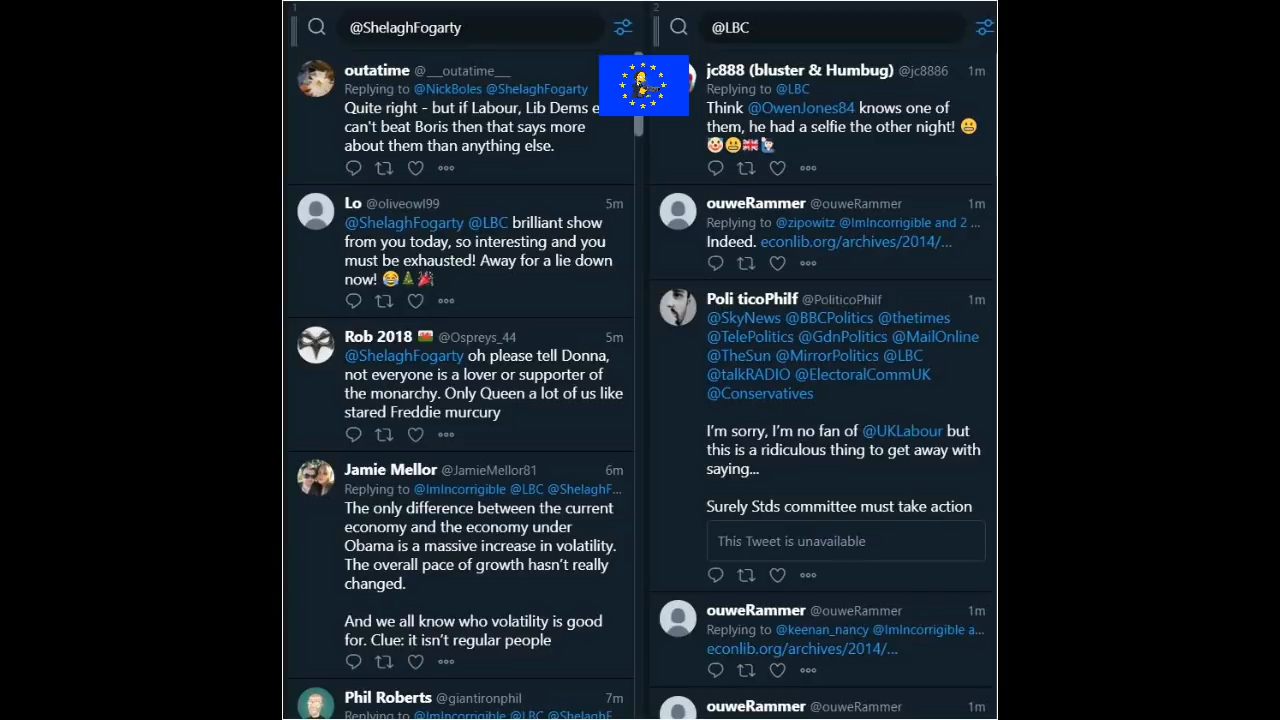 1
@ShelaghFogarty
outatime @___outatime___
Replying to @NickBoles @ShelaghFogarty
Quite right - but if Labour, Lib Dems e
can't beat Boris then that says more
about them than anything else.
Lo @oliveowl99 5m
@ShelaghFogarty @LBC brilliant show
from you today, so interesting and you
must be exhausted! Away for a lie down
now! 😂🎄🎉
Rob 2018 🏴󠁧󠁢󠁷󠁬󠁳󠁿 @Ospreys_44 5m
@ShelaghFogarty oh please tell Donna,
not everyone is a lover or supporter of
the monarchy. Only Queen a lot of us like
stared Freddie murcury
Jamie Mellor @JamieMellor81 6m
Replying to @ImIncorrigible @LBC @ShelaghF...
The only difference between the current
economy and the economy under
Obama is a massive increase in volatility.
The overall pace of growth hasn’t really
changed.
And we all know who volatility is good
for. Clue: it isn’t regular people
Phil Roberts @giantironphil 7m
Replying to @ImIncorrigible @LBC @ShelaghF...
2
@LBC
jc888 (bluster & Humbug) @jc8886 1m
Replying to @LBC
Think @OwenJones84 knows one of
them, he had a selfie the other night! 😬
🤡😬🇬🇧🙋🏻‍♂️
ouweRammer @ouweRammer 1m
Replying to @zipowitz @ImIncorrigible and 2 ...
Indeed. econlib.org/archives/2014/...
Poli ticoPhilf @PoliticoPhilf 1m
@SkyNews @BBCPolitics @thetimes
@TelePolitics @GdnPolitics @MailOnline
@TheSun @MirrorPolitics @LBC
@talkRADIO @ElectoralCommUK
@Conservatives
I’m sorry, I’m no fan of @UKLabour but
this is a ridiculous thing to get away with
saying...
Surely Stds committee must take action
This Tweet is unavailable
ouweRammer @ouweRammer 1m
Replying to @keenan_nancy @ImIncorrigible a...
econlib.org/archives/2014/...
ouweRammer @ouweRammer 1m